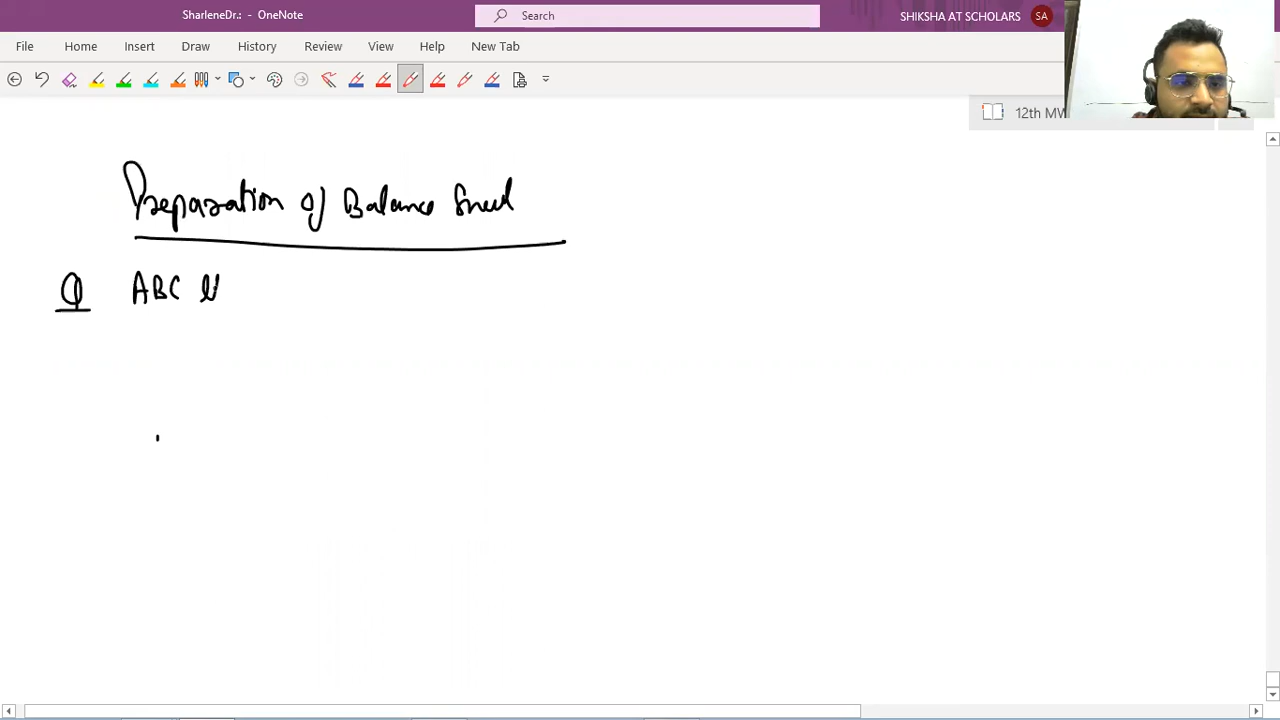 SharleneDr.: - OneNote
Search
SHIKSHA AT SCHOLARS
SA
File Home Insert Draw History Review View Help New Tab
12th MW
Preparation of Balance Sheet
Q ABC